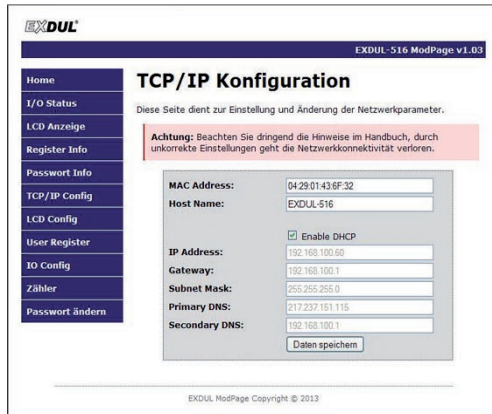 EXDUL
EXDUL-516 ModPage v1.03
Home
I/O Status
LCD Anzeige
Register Info
Passwort Info
TCP/IP Config
LCD Config
User Register
IO Config
Zähler
Passwort ändern
TCP/IP Konfiguration
Diese Seite dient zur Einstellung und Änderung der Netzwerkparameter.
Achtung: Beachten Sie dringend die Hinweise im Handbuch, durch
unkorrekte Einstellungen geht die Netzwerkkonnektivität verloren.
MAC Address: 04:29:01:43:6F:32
Host Name: EXDUL-516
Enable DHCP
IP Address: 192.168.100.60
Gateway: 192.168.100.1
Subnet Mask: 255.255.255.0
Primary DNS: 217.237.151.115
Secondary DNS: 192.168.100.1
Daten speichern
EXDUL ModPage Copyright © 2013